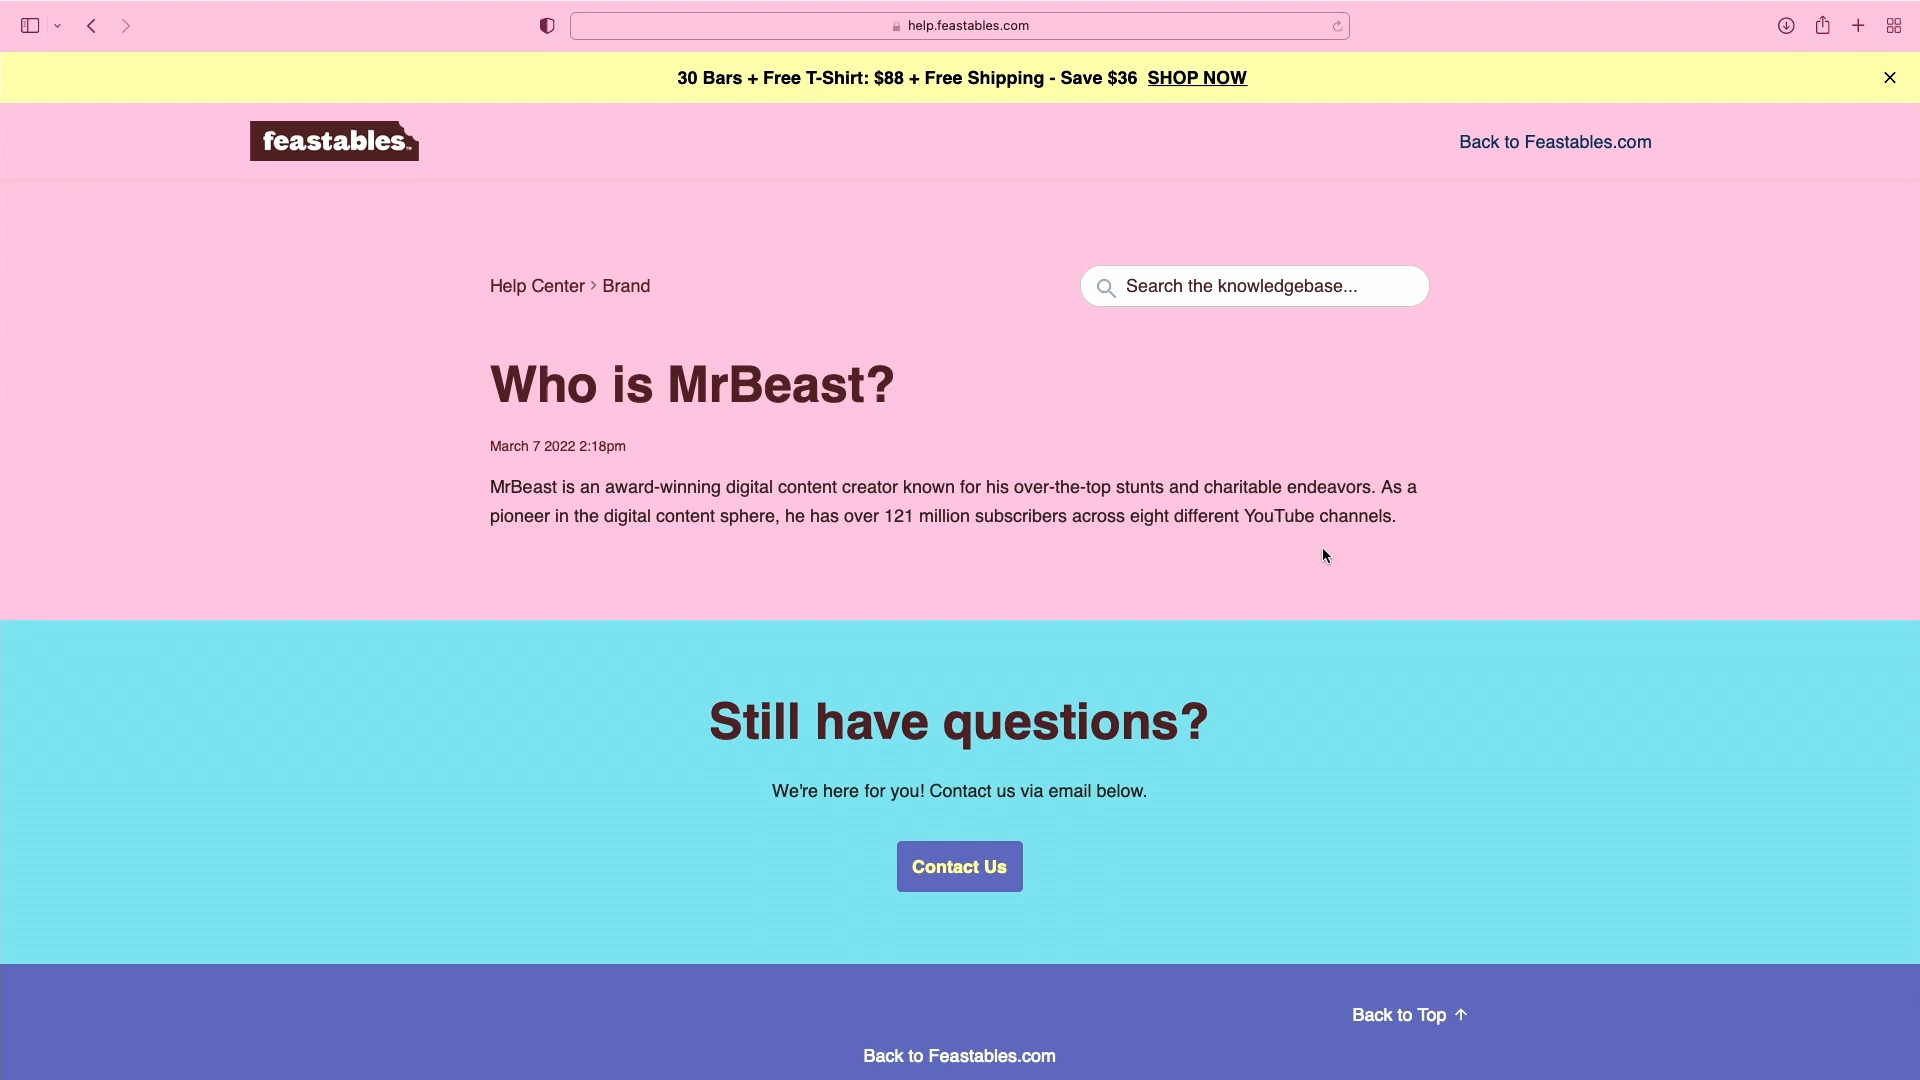 help.feastables.com
30 Bars + Free T-Shirt: $88 + Free Shipping - Save $36 SHOP NOW
feastables™
Back to Feastables.com
Help Center › Brand
Search the knowledgebase...
Who is MrBeast?
March 7 2022 2:18pm
MrBeast is an award-winning digital content creator known for his over-the-top stunts and charitable endeavors. As a
pioneer in the digital content sphere, he has over 121 million subscribers across eight different YouTube channels.
Still have questions?
We're here for you! Contact us via email below.
Contact Us
Back to Top ↑
Back to Feastables.com